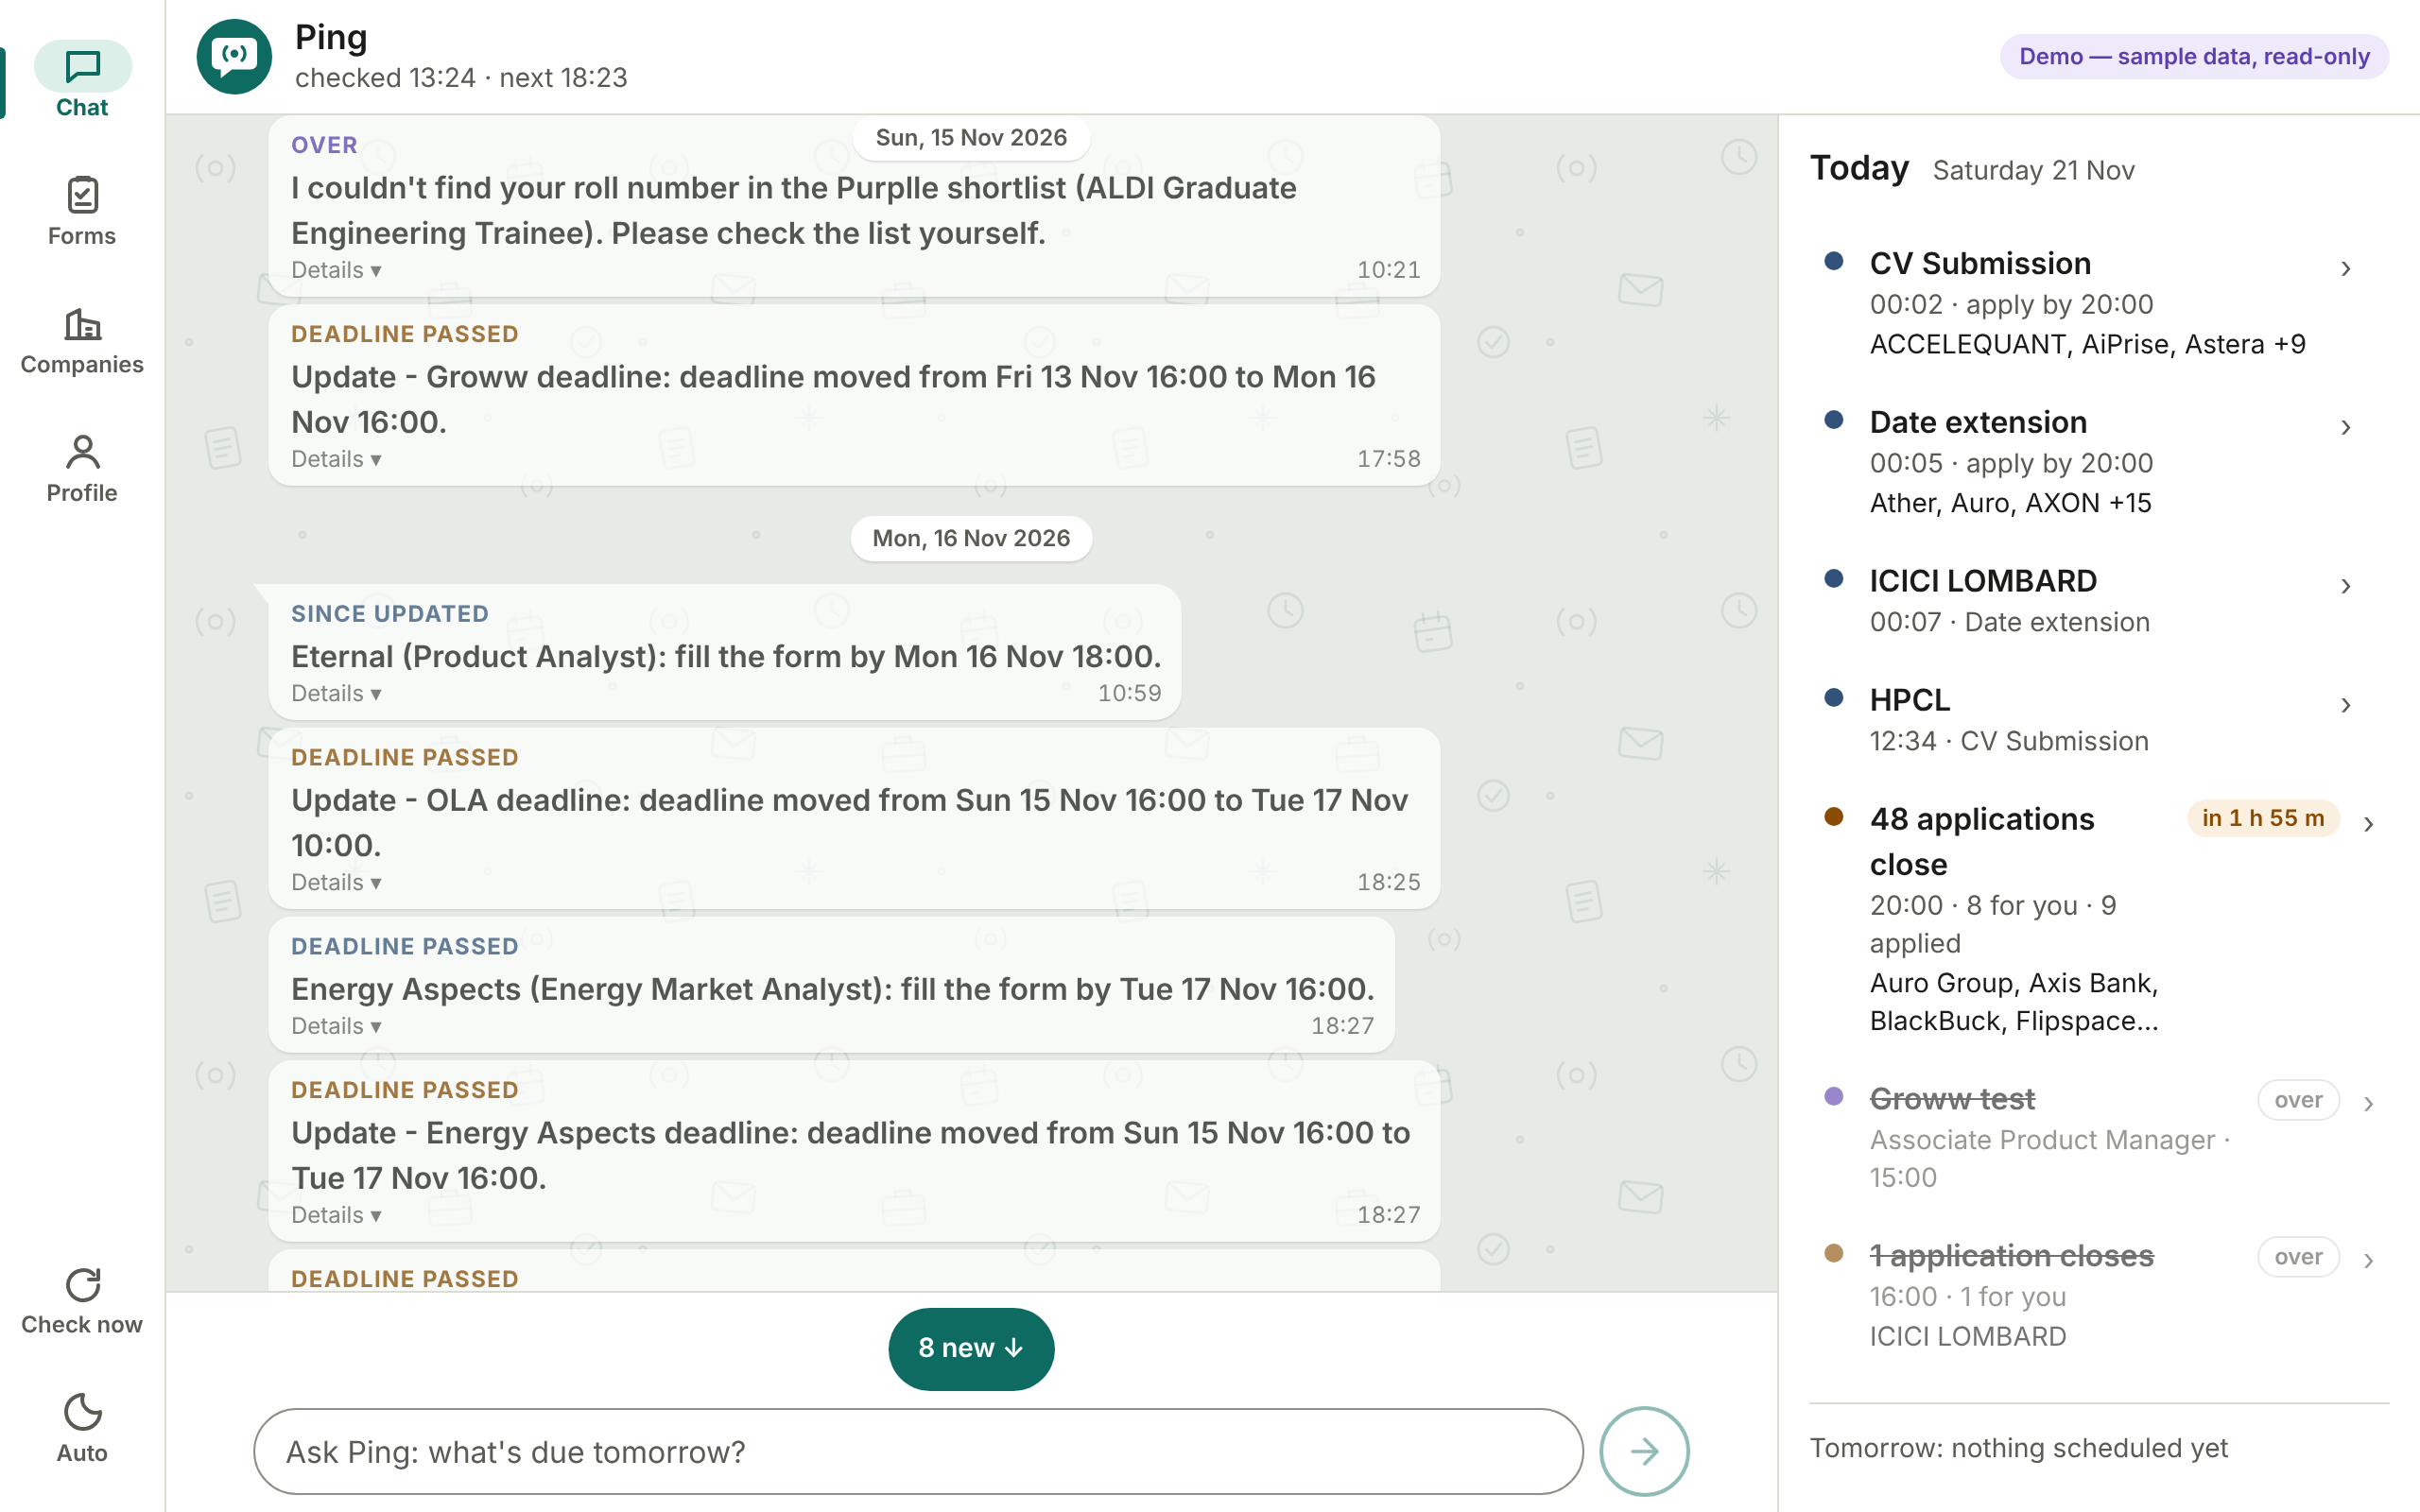 Chat
Forms
Companies
Profile
Check now
Auto
Ping
checked 13:24 · next 18:23
Demo — sample data, read-only
Sun, 15 Nov 2026
OVER
I couldn't find your roll number in the Purplle shortlist (ALDI Graduate
Engineering Trainee). Please check the list yourself.
Details ▾
10:21
DEADLINE PASSED
Update - Groww deadline: deadline moved from Fri 13 Nov 16:00 to Mon 16
Nov 16:00.
Details ▾
17:58
Mon, 16 Nov 2026
SINCE UPDATED
Eternal (Product Analyst): fill the form by Mon 16 Nov 18:00.
Details ▾
10:59
DEADLINE PASSED
Update - OLA deadline: deadline moved from Sun 15 Nov 16:00 to Tue 17 Nov
10:00.
Details ▾
18:25
DEADLINE PASSED
Energy Aspects (Energy Market Analyst): fill the form by Tue 17 Nov 16:00.
Details ▾
18:27
DEADLINE PASSED
Update - Energy Aspects deadline: deadline moved from Sun 15 Nov 16:00 to
Tue 17 Nov 16:00.
Details ▾
18:27
DEADLINE PASSED
8 new ↓
Ask Ping: what's due tomorrow?
Today Saturday 21 Nov
CV Submission
00:02 · apply by 20:00
ACCELEQUANT, AiPrise, Astera +9
Date extension
00:05 · apply by 20:00
Ather, Auro, AXON +15
ICICI LOMBARD
00:07 · Date extension
HPCL
12:34 · CV Submission
48 applications
close
in 1 h 55 m
20:00 · 8 for you · 9
applied
Auro Group, Axis Bank,
BlackBuck, Flipspace...
Groww test
over
Associate Product Manager ·
15:00
1 application closes
over
16:00 · 1 for you
ICICI LOMBARD
Tomorrow: nothing scheduled yet